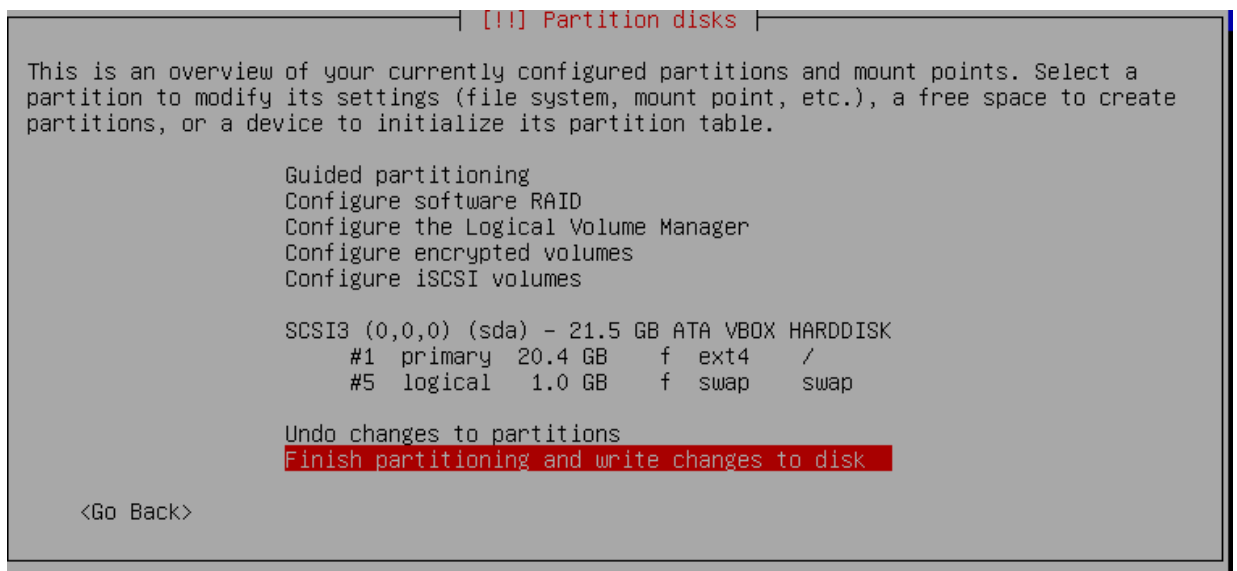 [!!] Partition disks
This is an overview of your currently configured partitions and mount points. Select a
partition to modify its settings (file system, mount point, etc.), a free space to create
partitions, or a device to initialize its partition table.
Guided partitioning
Configure software RAID
Configure the Logical Volume Manager
Configure encrypted volumes
Configure iSCSI volumes
SCSI3 (0,0,0) (sda) – 21.5 GB ATA VBOX HARDDISK
#1 primary 20.4 GB f ext4 /
#5 logical 1.0 GB f swap swap
Undo changes to partitions
Finish partitioning and write changes to disk
<Go Back>